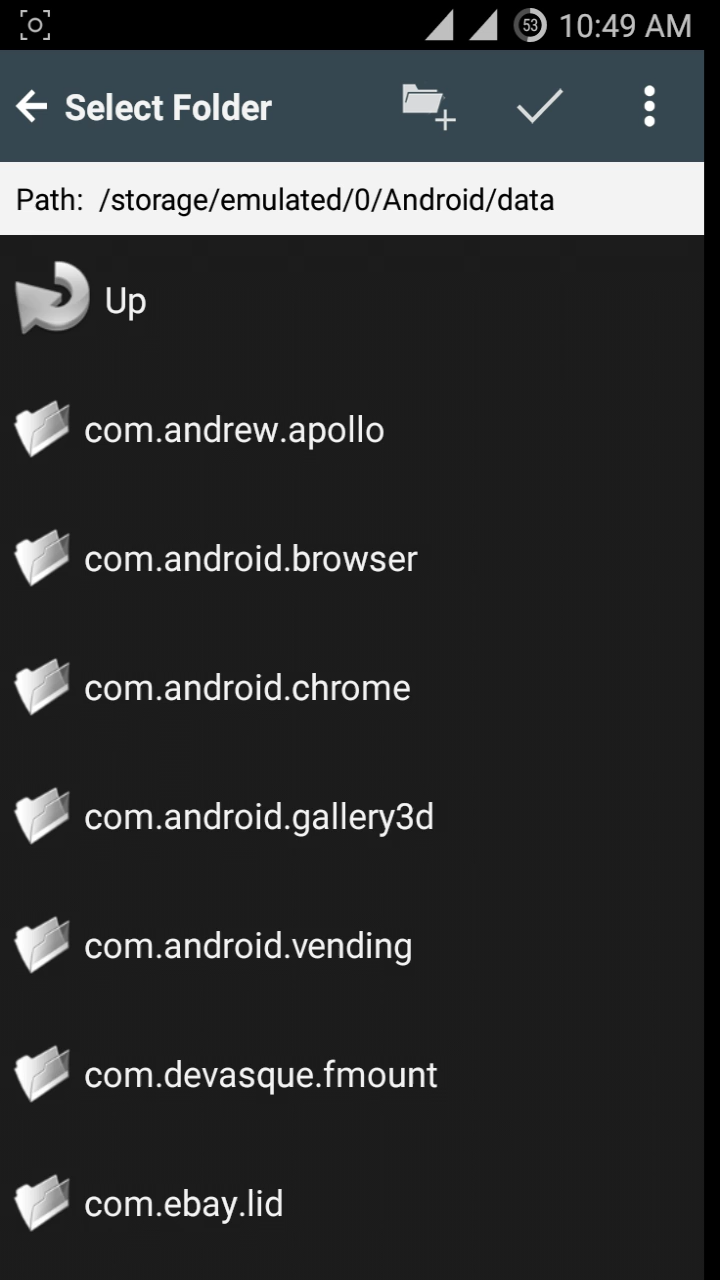 53 10:49 AM
Select Folder
Path: /storage/emulated/0/Android/data
Up
com.andrew.apollo
com.android.browser
com.android.chrome
com.android.gallery3d
com.android.vending
com.devasque.fmount
com.ebay.lid